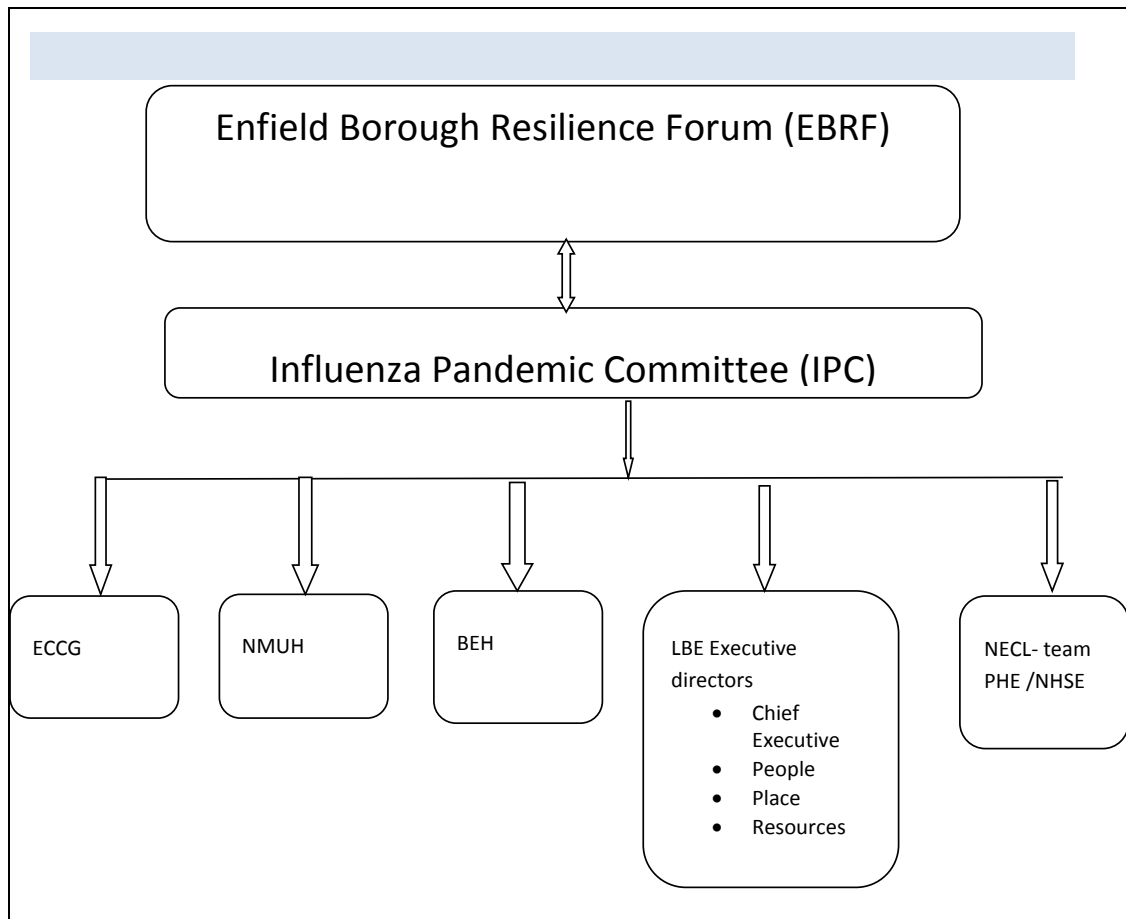 Enfield Borough Resilience Forum (EBRF)
Influenza Pandemic Committee (IPC)
ECCG
NMUH
BEH
LBE Executive
directors
• Chief
Executive
• People
• Place
• Resources
NECL- team
PHE /NHSE